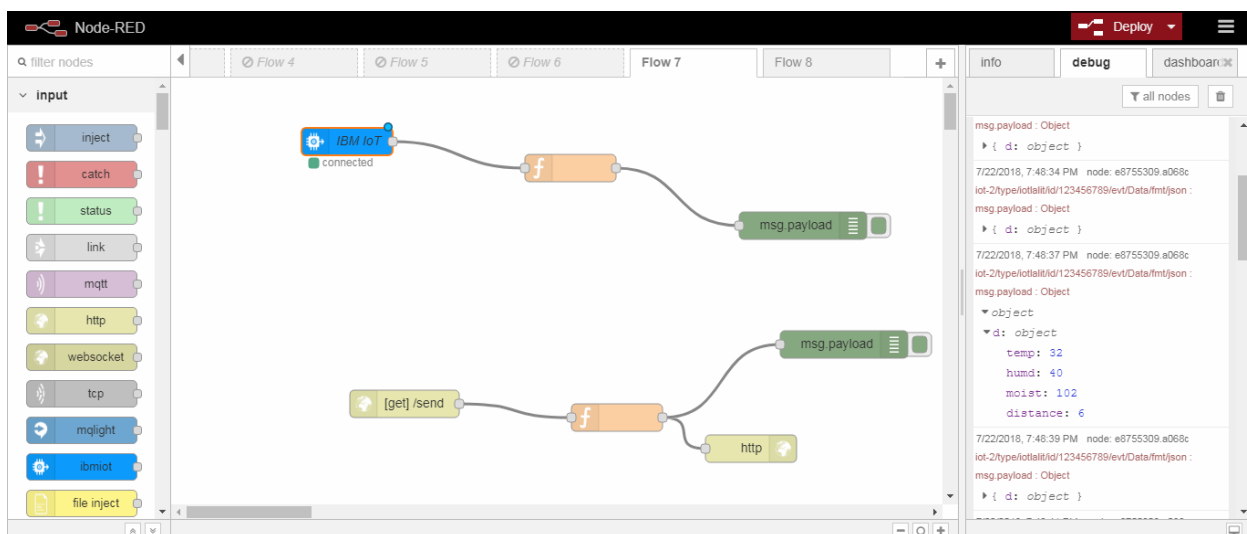 Node-RED
Deploy
filter nodes
Flow 4
Flow 5
Flow 6
Flow 7
Flow 8
+
info
debug
dashboard
input
all nodes
inject
catch
status
link
mqtt
http
websocket
tcp
mqlight
ibmiot
file inject
IBM IoT
connected
f
msg.payload
msg.payload
[get] /send
f
http
msg.payload : Object
{ d: object }
7/22/2018, 7:48:34 PM node: e8755309.a068c
iot-2/type/iotlalit/id/123456789/evt/Data/fmt/json :
msg.payload : Object
{ d: object }
7/22/2018, 7:48:37 PM node: e8755309.a068c
iot-2/type/iotlalit/id/123456789/evt/Data/fmt/json :
msg.payload : Object
object
d: object
temp: 32
humd: 40
moist: 102
distance: 6
7/22/2018, 7:48:39 PM node: e8755309.a068c
iot-2/type/iotlalit/id/123456789/evt/Data/fmt/json :
msg.payload : Object
{ d: object }